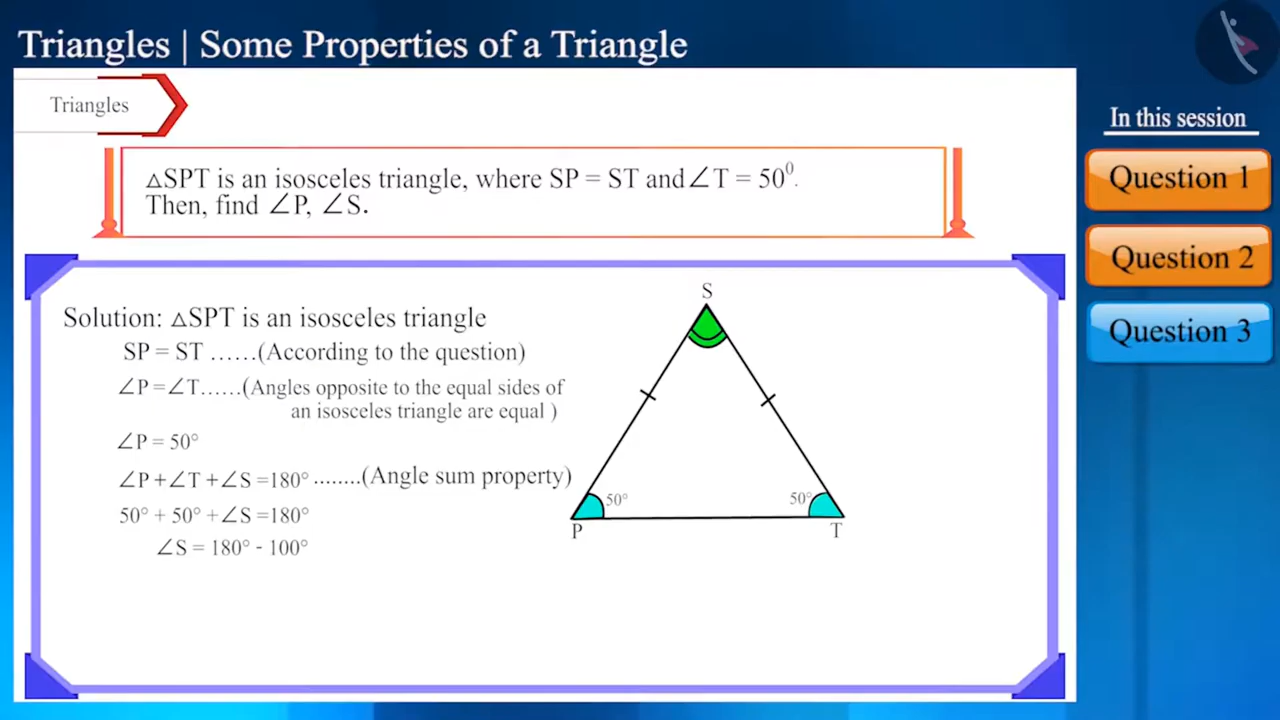 Triangles | Some Properties of a Triangle
Triangles
△SPT is an isosceles triangle, where SP = ST and ∠T = 50⁰.
Then, find ∠P, ∠S.
Solution: △SPT is an isosceles triangle
SP = ST ......(According to the question)
∠P = ∠T......(Angles opposite to the equal sides of
an isosceles triangle are equal )
∠P = 50°
∠P + ∠T + ∠S =180° ........(Angle sum property)
50° + 50° + ∠S =180°
∠S = 180° - 100°
S
50°
50°
P
T
In this session
Question 1
Question 2
Question 3